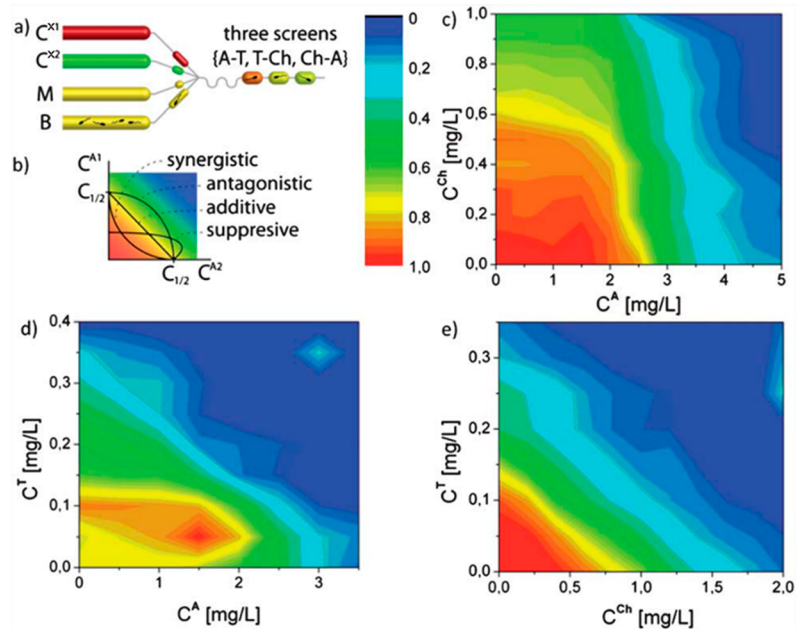 a)
C^X1
C^X2
M
B
three screens
{A-T, T-Ch, Ch-A}
b)
C^A1
C1/2
synergistic
antagonistic
additive
suppresive
C1/2 C^A2
0
0,2
0,4
0,6
0,8
1,0
c)
1,0
0,8
0,6
0,4
0,2
0,0
C^Ch [mg/L]
0 1 2 3 4 5
C^A [mg/L]
d)
0,4
0,3
0,2
0,1
0,0
C^T [mg/L]
0 1 2 3
C^A [mg/L]
e)
0,3
0,2
0,1
0,0
C^T [mg/L]
0,0 0,5 1,0 1,5 2,0
C^Ch [mg/L]